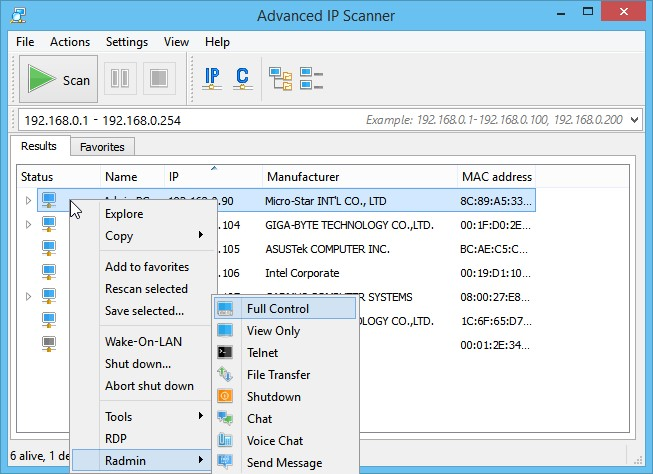 Advanced IP Scanner
File Actions Settings View Help
Scan IP C
192.168.0.1 - 192.168.0.254 Example: 192.168.0.1-192.168.0.100, 192.168.0.200
Results Favorites
Status Name IP Manufacturer MAC address
.90 Micro-Star INT'L CO., LTD 8C:89:A5:33...
.104 GIGA-BYTE TECHNOLOGY CO.,LTD. 00:1F:D0:2E...
.105 ASUSTek COMPUTER INC. BC:AE:C5:C...
.106 Intel Corporate 00:19:D1:10...
COMPUTER SYSTEMS 08:00:27:E8...
OGY CO.,LTD. 1C:6F:65:D7...
00:01:2E:34...
Explore
Copy
Add to favorites
Rescan selected
Save selected...
Wake-On-LAN
Shut down...
Abort shut down
Tools
RDP
Radmin
Full Control
View Only
Telnet
File Transfer
Shutdown
Chat
Voice Chat
Send Message
6 alive, 1 de